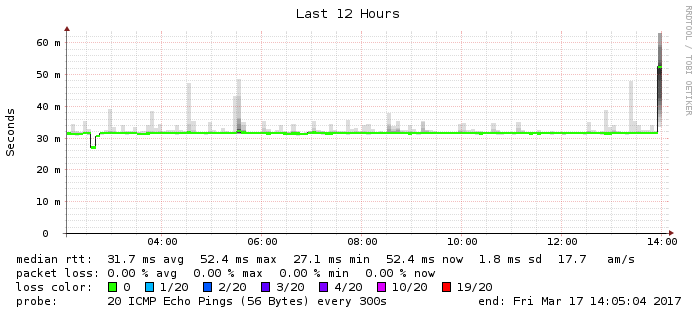 Last 12 Hours
RRDTOOL / TOBI OETIKER
Seconds
60 m
50 m
40 m
30 m
20 m
10 m
0
04:00 06:00 08:00 10:00 12:00 14:00
median rtt: 31.7 ms avg 52.4 ms max 27.1 ms min 52.4 ms now 1.8 ms sd 17.7 am/s
packet loss: 0.00 % avg 0.00 % max 0.00 % min 0.00 % now
loss color: 0 1/20 2/20 3/20 4/20 10/20 19/20
probe: 20 ICMP Echo Pings (56 Bytes) every 300s end: Fri Mar 17 14:05:04 2017